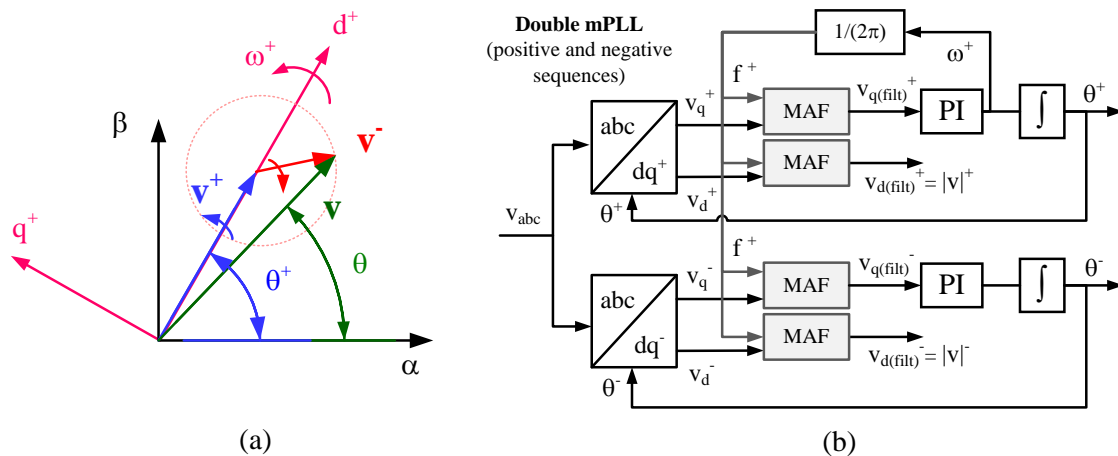 d⁺
ω⁺
β
v⁻
v⁺
v
q⁺
θ⁺
θ
α
(a)
Double mPLL
(positive and negative
sequences)
1/(2π)
ω⁺
f⁺
v_q⁺
MAF
v_q(filt)⁺
PI
∫
θ⁺
abc
dq⁺
MAF
v_d(filt)⁺ = |v|⁺
v_d⁺
θ⁺
v_abc
f⁺
v_q⁻
MAF
v_q(filt)⁻
PI
∫
θ⁻
abc
dq⁻
MAF
v_d(filt)⁻ = |v|⁻
v_d⁻
θ⁻
(b)